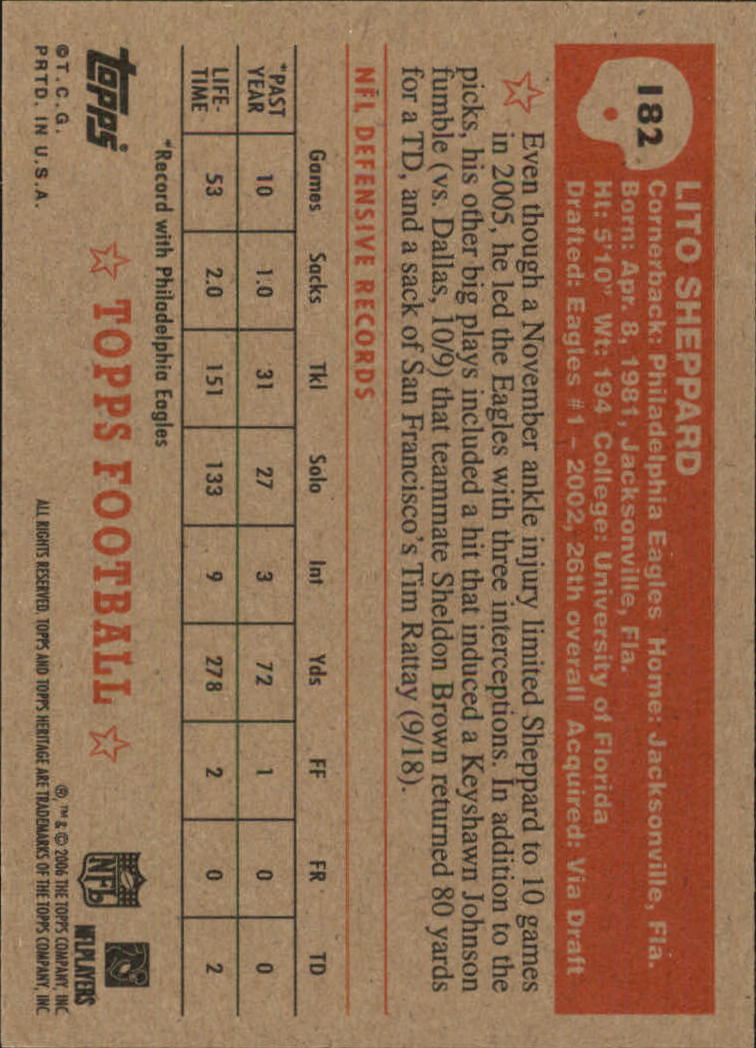 182
LITO SHEPPARD
Cornerback: Philadelphia Eagles Home: Jacksonville, Fla.
Born: Apr. 8, 1981, Jacksonville, Fla.
Ht: 5'10" Wt: 194 College: University of Florida
Drafted: Eagles #1 – 2002, 26th overall Acquired: Via Draft
Even though a November ankle injury limited Sheppard to 10 games
in 2005, he led the Eagles with three interceptions. In addition to the
picks, his other big plays included a hit that induced a Keyshawn Johnson
fumble (vs. Dallas, 10/9) that teammate Sheldon Brown returned 80 yards
for a TD, and a sack of San Francisco's Tim Rattay (9/18).
NFL DEFENSIVE RECORDS
Games Sacks Tkl Solo Int Yds FF FR TD
*PAST YEAR 10 1.0 31 27 3 72 1 0 0
LIFE-TIME 53 2.0 151 133 9 278 2 0 2
*Record with Philadelphia Eagles
topps
TOPPS FOOTBALL
NFL
NFLPLAYERS
©T.C.G.
PRTD. IN U.S.A.
®, ™ & © 2006 THE TOPPS COMPANY, INC
ALL RIGHTS RESERVED. TOPPS AND TOPPS HERITAGE ARE TRADEMARKS OF THE TOPPS COMPANY, INC